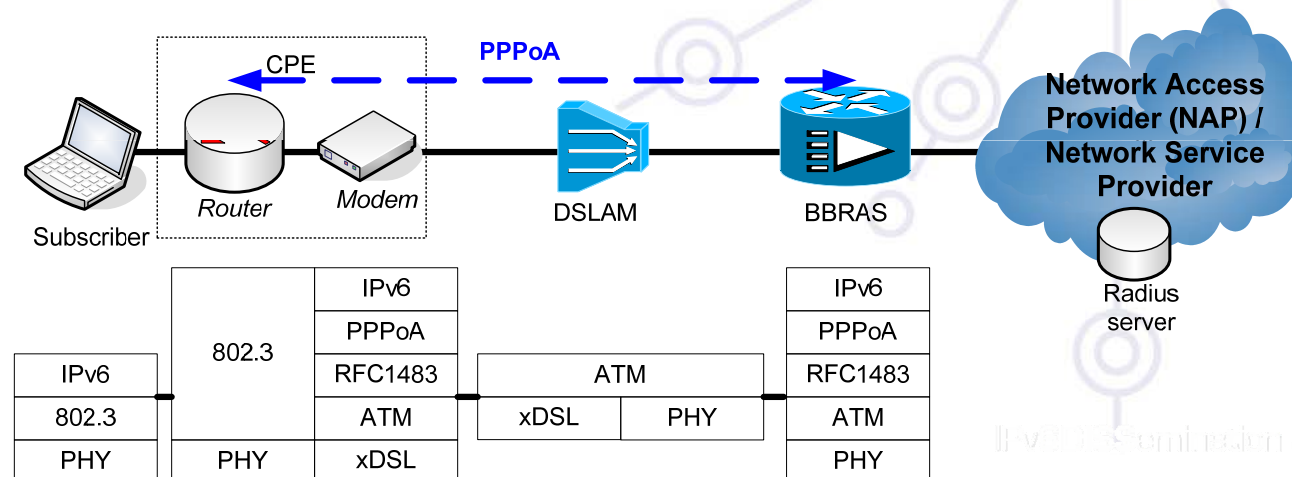 PPPoA
CPE
Network Access
Provider (NAP) /
Network Service
Provider
Router
Modem
DSLAM
BBRAS
Subscriber
Radius
server
IPv6
802.3
PHY
802.3
PHY
IPv6
PPPoA
RFC1483
ATM
xDSL
ATM
xDSL
PHY
IPv6
PPPoA
RFC1483
ATM
PHY